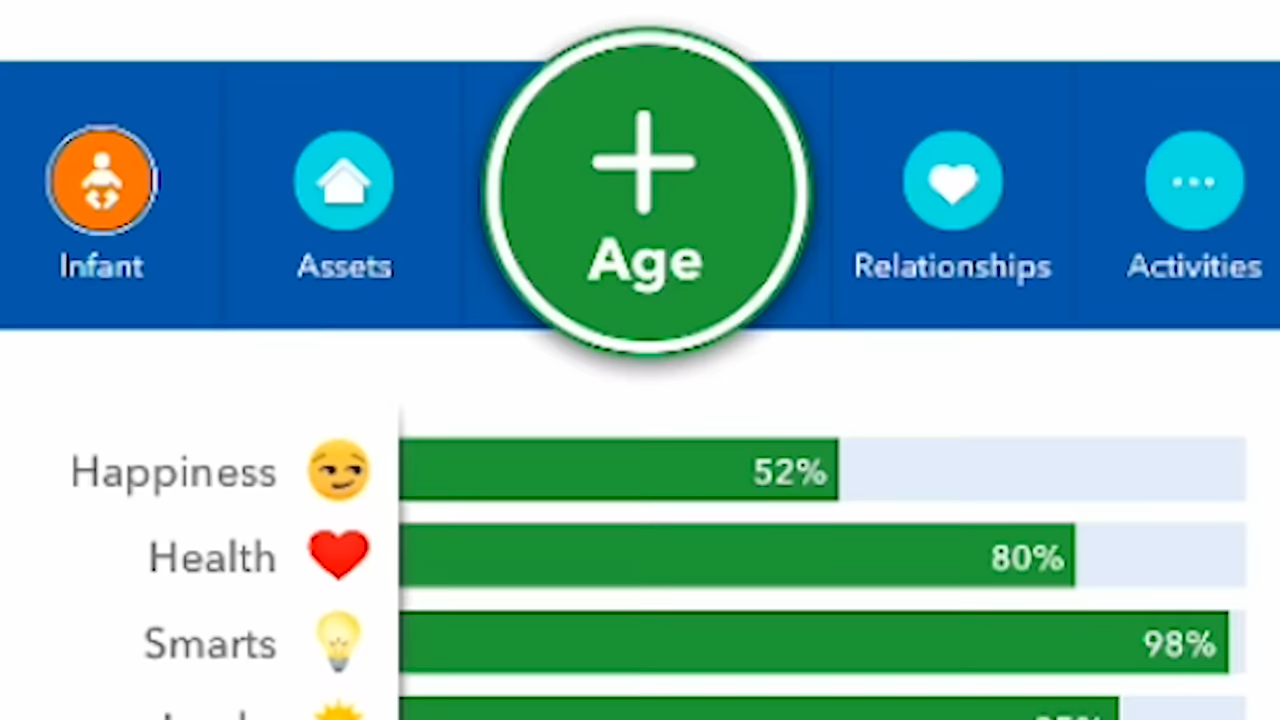 Age
Infant
Assets
Relationships
Activities
Happiness 52%
Health 80%
Smarts 98%